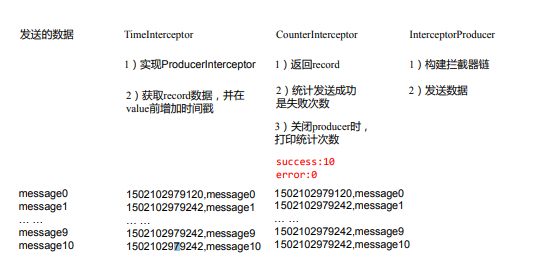 发送的数据 TimeInterceptor CounterInterceptor InterceptorProducer
1）实现ProducerInterceptor 1）返回record 1）构建拦截器链
2）获取record数据，并在 2）统计发送成功 2）发送数据
value前增加时间戳 是失败次数
3）关闭producer时，
打印统计次数
success:10
error:0
message0 1502102979120,message0 1502102979120,message0
message1 1502102979242,message1 1502102979242,message1
… … … … … …
message9 1502102979242,message9 1502102979242,message9
message10 1502102979242,message10 1502102979242,message10